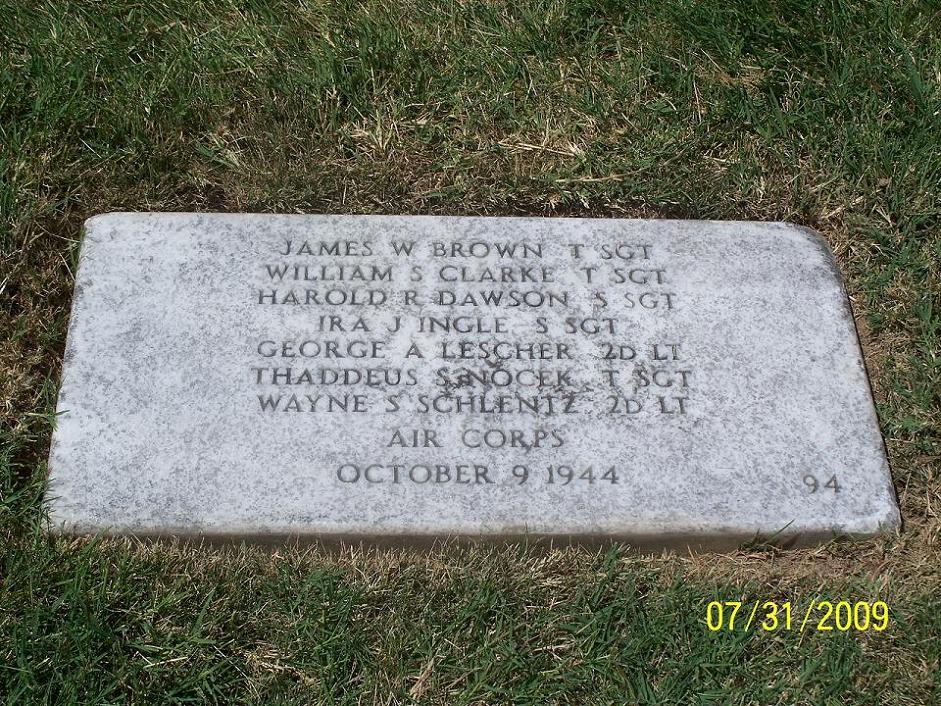 JAMES W BROWN T SGT
WILLIAM S CLARKE T SGT
HAROLD R DAWSON S SGT
IRA J INGLE S SGT
GEORGE A LESCHER 2D LT
THADDEUS S NOCEK T SGT
WAYNE S SCHLENTZ 2D LT
AIR CORPS
OCTOBER 9 1944
94
07/31/2009